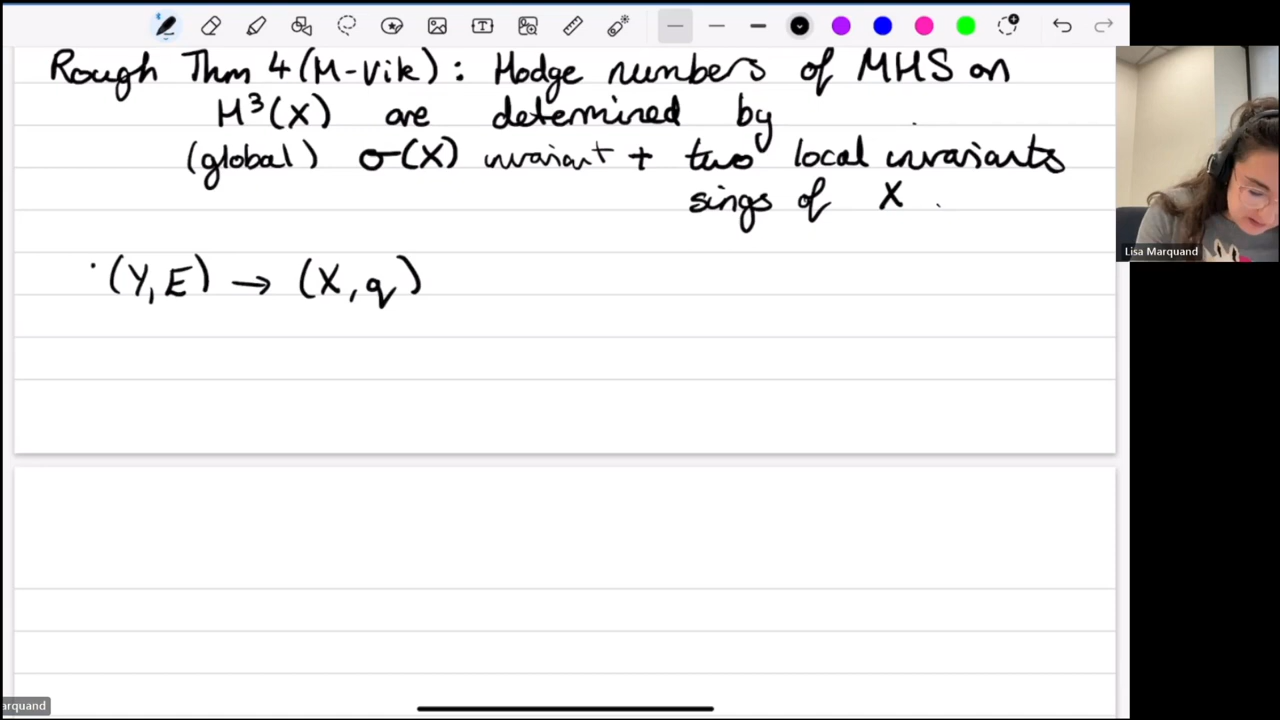 Rough Thm 4 (M-Vik) : Hodge numbers of MHS on
H³(X) are determined by
(global) σ(X) invariant + two local invariants
sings of X .
· (Y, E) → (X, q)
Lisa Marquand
arquand